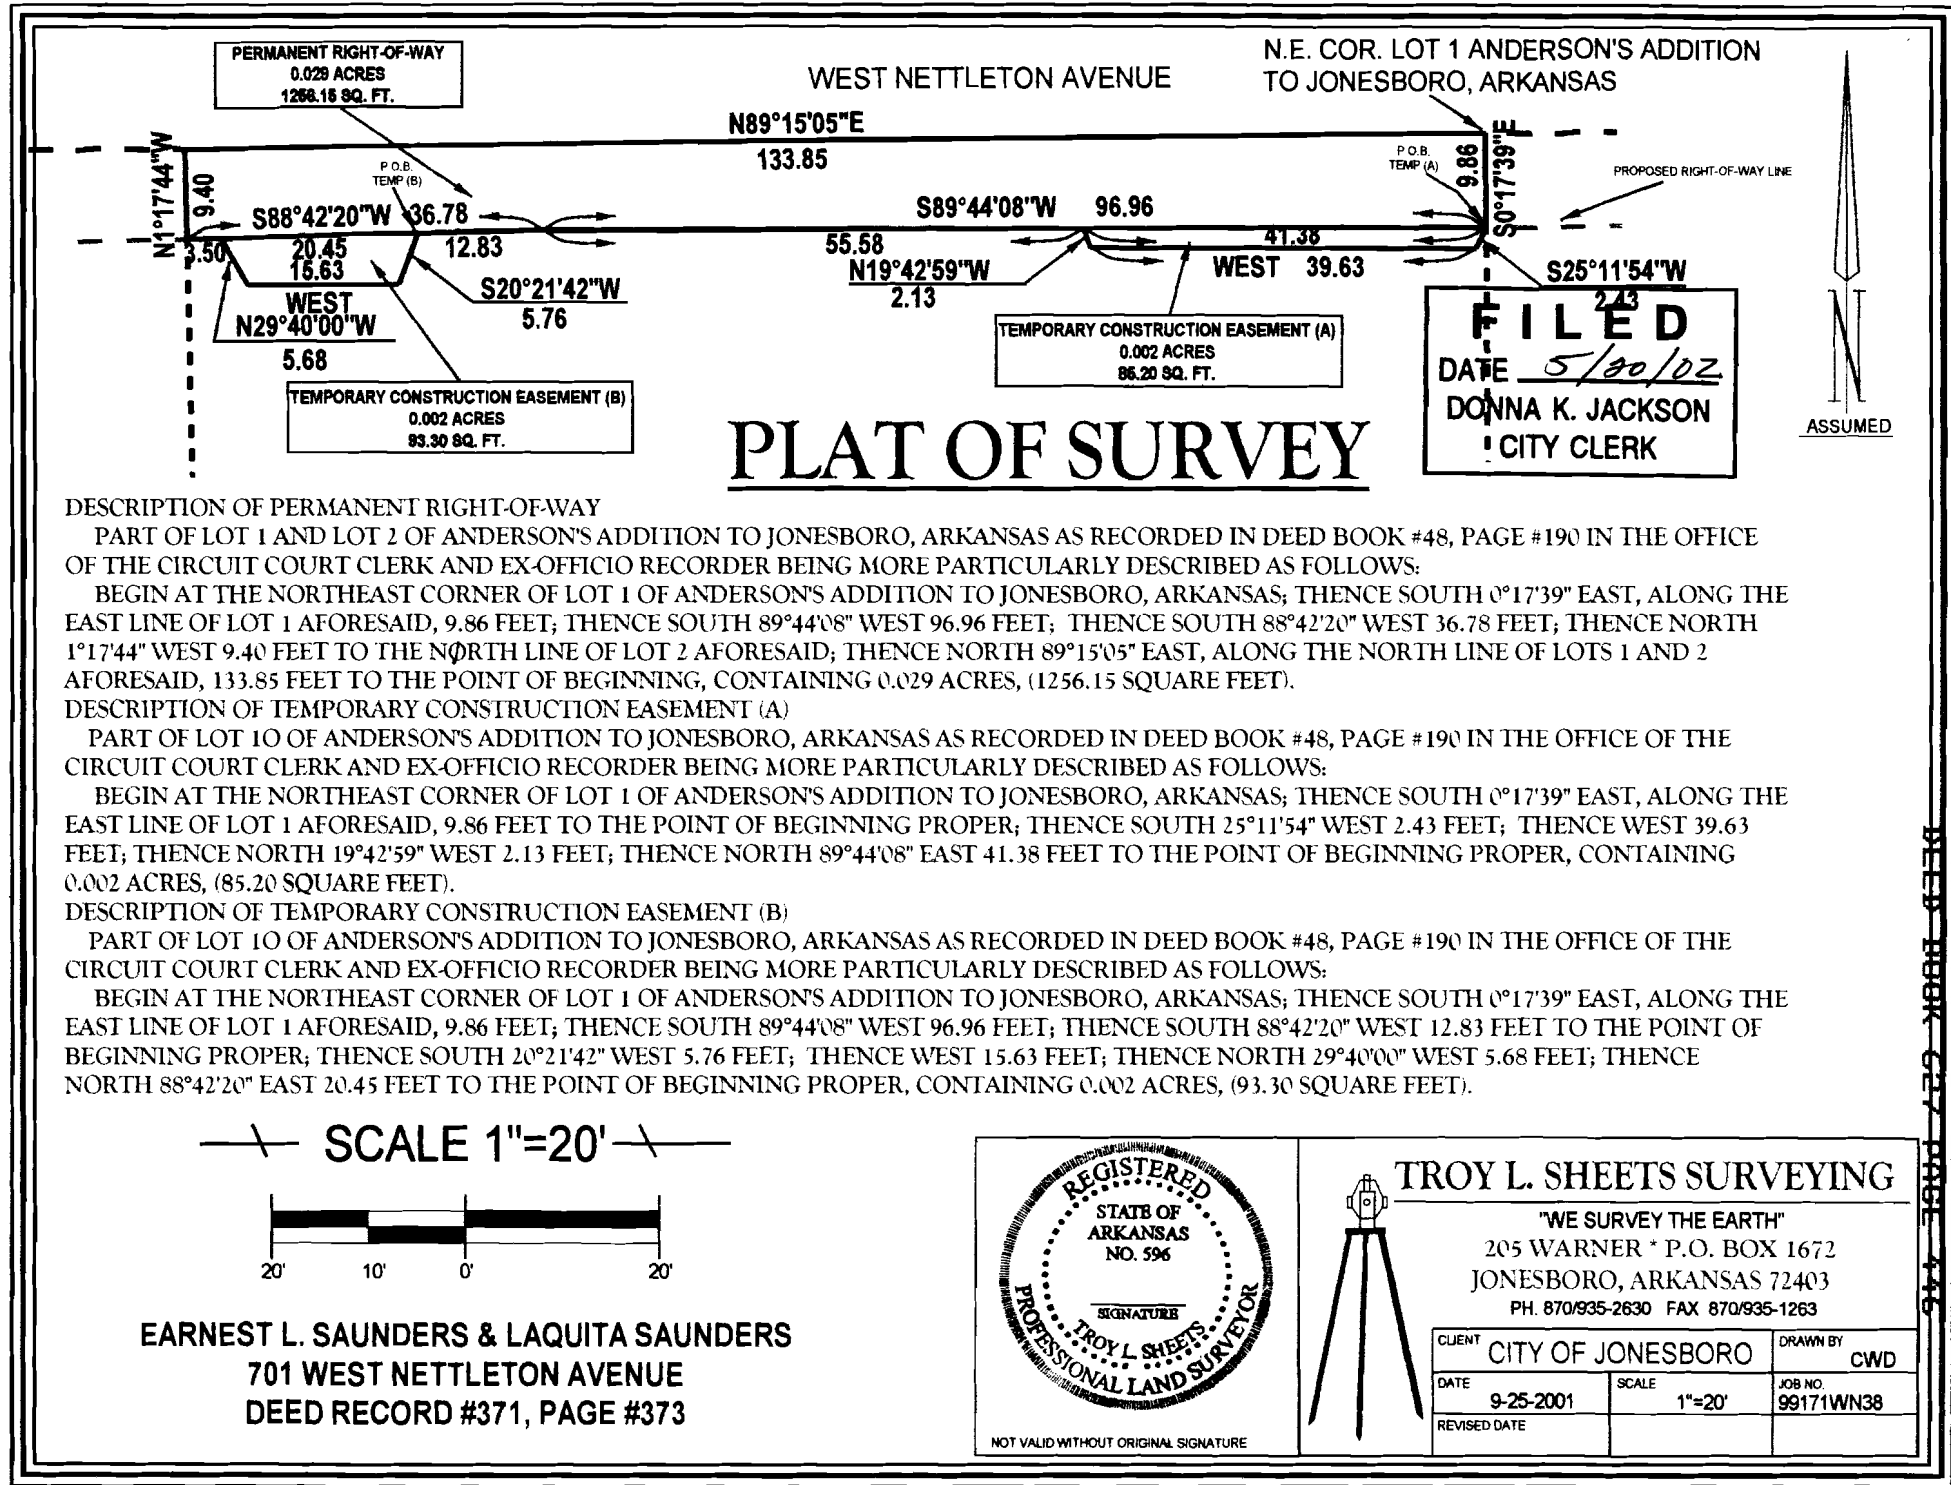 PERMANENT RIGHT-OF-WAY
0.029 ACRES
1256.15 SQ. FT.
WEST NETTLETON AVENUE
N.E. COR. LOT 1 ANDERSON'S ADDITION
TO JONESBORO, ARKANSAS
N89°15'05"E
133.85
N1°17'44"W
9.40
P.O.B.
TEMP (B)
P.O.B.
TEMP (A)
9.86
S0°17'39"E
PROPOSED RIGHT-OF-WAY LINE
S88°42'20"W 36.78
S89°44'08"W 96.96
3.50
20.45
12.83
55.58
41.38
15.63
WEST
WEST 39.63
N29°40'00"W
5.68
S20°21'42"W
5.76
N19°42'59"W
2.13
S25°11'54"W
2.43
TEMPORARY CONSTRUCTION EASEMENT (A)
0.002 ACRES
85.20 SQ. FT.
TEMPORARY CONSTRUCTION EASEMENT (B)
0.002 ACRES
93.30 SQ. FT.
FILED
DATE 5/20/02
DONNA K. JACKSON
CITY CLERK
N
ASSUMED
PLAT OF SURVEY
DESCRIPTION OF PERMANENT RIGHT-OF-WAY
PART OF LOT 1 AND LOT 2 OF ANDERSON'S ADDITION TO JONESBORO, ARKANSAS AS RECORDED IN DEED BOOK #48, PAGE #190 IN THE OFFICE
OF THE CIRCUIT COURT CLERK AND EX-OFFICIO RECORDER BEING MORE PARTICULARLY DESCRIBED AS FOLLOWS:
BEGIN AT THE NORTHEAST CORNER OF LOT 1 OF ANDERSON'S ADDITION TO JONESBORO, ARKANSAS; THENCE SOUTH 0°17'39" EAST, ALONG THE
EAST LINE OF LOT 1 AFORESAID, 9.86 FEET; THENCE SOUTH 89°44'08" WEST 96.96 FEET; THENCE SOUTH 88°42'20" WEST 36.78 FEET; THENCE NORTH
1°17'44" WEST 9.40 FEET TO THE NORTH LINE OF LOT 2 AFORESAID; THENCE NORTH 89°15'05" EAST, ALONG THE NORTH LINE OF LOTS 1 AND 2
AFORESAID, 133.85 FEET TO THE POINT OF BEGINNING, CONTAINING 0.029 ACRES, (1256.15 SQUARE FEET).
DESCRIPTION OF TEMPORARY CONSTRUCTION EASEMENT (A)
PART OF LOT 1O OF ANDERSON'S ADDITION TO JONESBORO, ARKANSAS AS RECORDED IN DEED BOOK #48, PAGE #190 IN THE OFFICE OF THE
CIRCUIT COURT CLERK AND EX-OFFICIO RECORDER BEING MORE PARTICULARLY DESCRIBED AS FOLLOWS:
BEGIN AT THE NORTHEAST CORNER OF LOT 1 OF ANDERSON'S ADDITION TO JONESBORO, ARKANSAS; THENCE SOUTH 0°17'39" EAST, ALONG THE
EAST LINE OF LOT 1 AFORESAID, 9.86 FEET TO THE POINT OF BEGINNING PROPER; THENCE SOUTH 25°11'54" WEST 2.43 FEET; THENCE WEST 39.63
FEET; THENCE NORTH 19°42'59" WEST 2.13 FEET; THENCE NORTH 89°44'08" EAST 41.38 FEET TO THE POINT OF BEGINNING PROPER, CONTAINING
0.002 ACRES, (85.20 SQUARE FEET).
DESCRIPTION OF TEMPORARY CONSTRUCTION EASEMENT (B)
PART OF LOT 1O OF ANDERSON'S ADDITION TO JONESBORO, ARKANSAS AS RECORDED IN DEED BOOK #48, PAGE #190 IN THE OFFICE OF THE
CIRCUIT COURT CLERK AND EX-OFFICIO RECORDER BEING MORE PARTICULARLY DESCRIBED AS FOLLOWS:
BEGIN AT THE NORTHEAST CORNER OF LOT 1 OF ANDERSON'S ADDITION TO JONESBORO, ARKANSAS; THENCE SOUTH 0°17'39" EAST, ALONG THE
EAST LINE OF LOT 1 AFORESAID, 9.86 FEET; THENCE SOUTH 89°44'08" WEST 96.96 FEET; THENCE SOUTH 88°42'20" WEST 12.83 FEET TO THE POINT OF
BEGINNING PROPER; THENCE SOUTH 20°21'42" WEST 5.76 FEET; THENCE WEST 15.63 FEET; THENCE NORTH 29°40'00" WEST 5.68 FEET; THENCE
NORTH 88°42'20" EAST 20.45 FEET TO THE POINT OF BEGINNING PROPER, CONTAINING 0.002 ACRES, (93.30 SQUARE FEET).
DEED BOOK 627 PAGE 446
SCALE 1"=20'
20' 10' 0' 20'
EARNEST L. SAUNDERS & LAQUITA SAUNDERS
701 WEST NETTLETON AVENUE
DEED RECORD #371, PAGE #373
REGISTERED
STATE OF
ARKANSAS
NO. 596
SIGNATURE
TROY L. SHEETS
PROFESSIONAL LAND SURVEYOR
NOT VALID WITHOUT ORIGINAL SIGNATURE
TROY L. SHEETS SURVEYING
"WE SURVEY THE EARTH"
205 WARNER * P.O. BOX 1672
JONESBORO, ARKANSAS 72403
PH. 870/935-2630 FAX 870/935-1263
CLIENT CITY OF JONESBORO
DRAWN BY CWD
DATE 9-25-2001
SCALE 1"=20'
JOB NO. 99171WN38
REVISED DATE